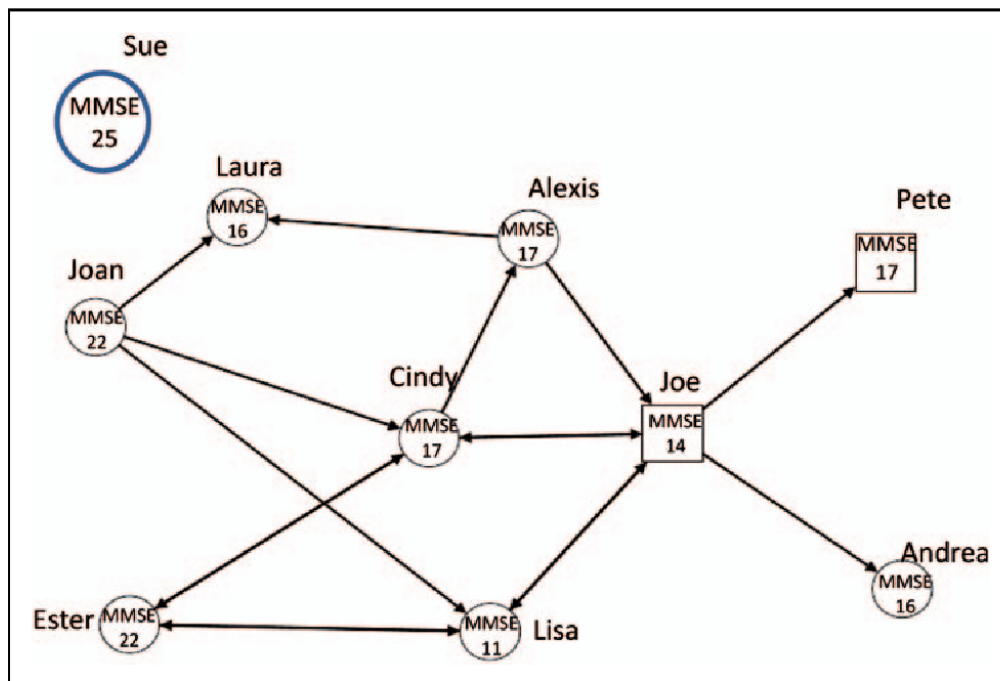 Sue
MMSE
25
Laura
MMSE
16
Alexis
MMSE
17
Pete
MMSE
17
Joan
MMSE
22
Cindy
MMSE
17
Joe
MMSE
14
Andrea
MMSE
16
Ester
MMSE
22
Lisa
MMSE
11